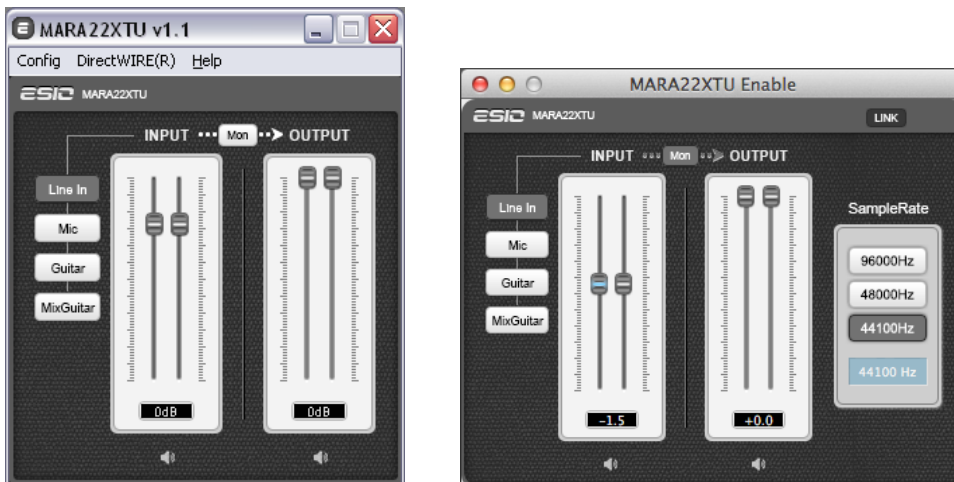 MARA22XTU v1.1
Config DirectWIRE(R) Help
ESI MARA22XTU
INPUT Mon OUTPUT
Line In
Mic
Guitar
MixGuitar
0dB 0dB
MARA22XTU Enable
ESI MARA22XTU LINK
INPUT Mon OUTPUT
Line In
Mic
Guitar
MixGuitar
-1.5 +0.0
SampleRate
96000Hz
48000Hz
44100Hz
44100 Hz